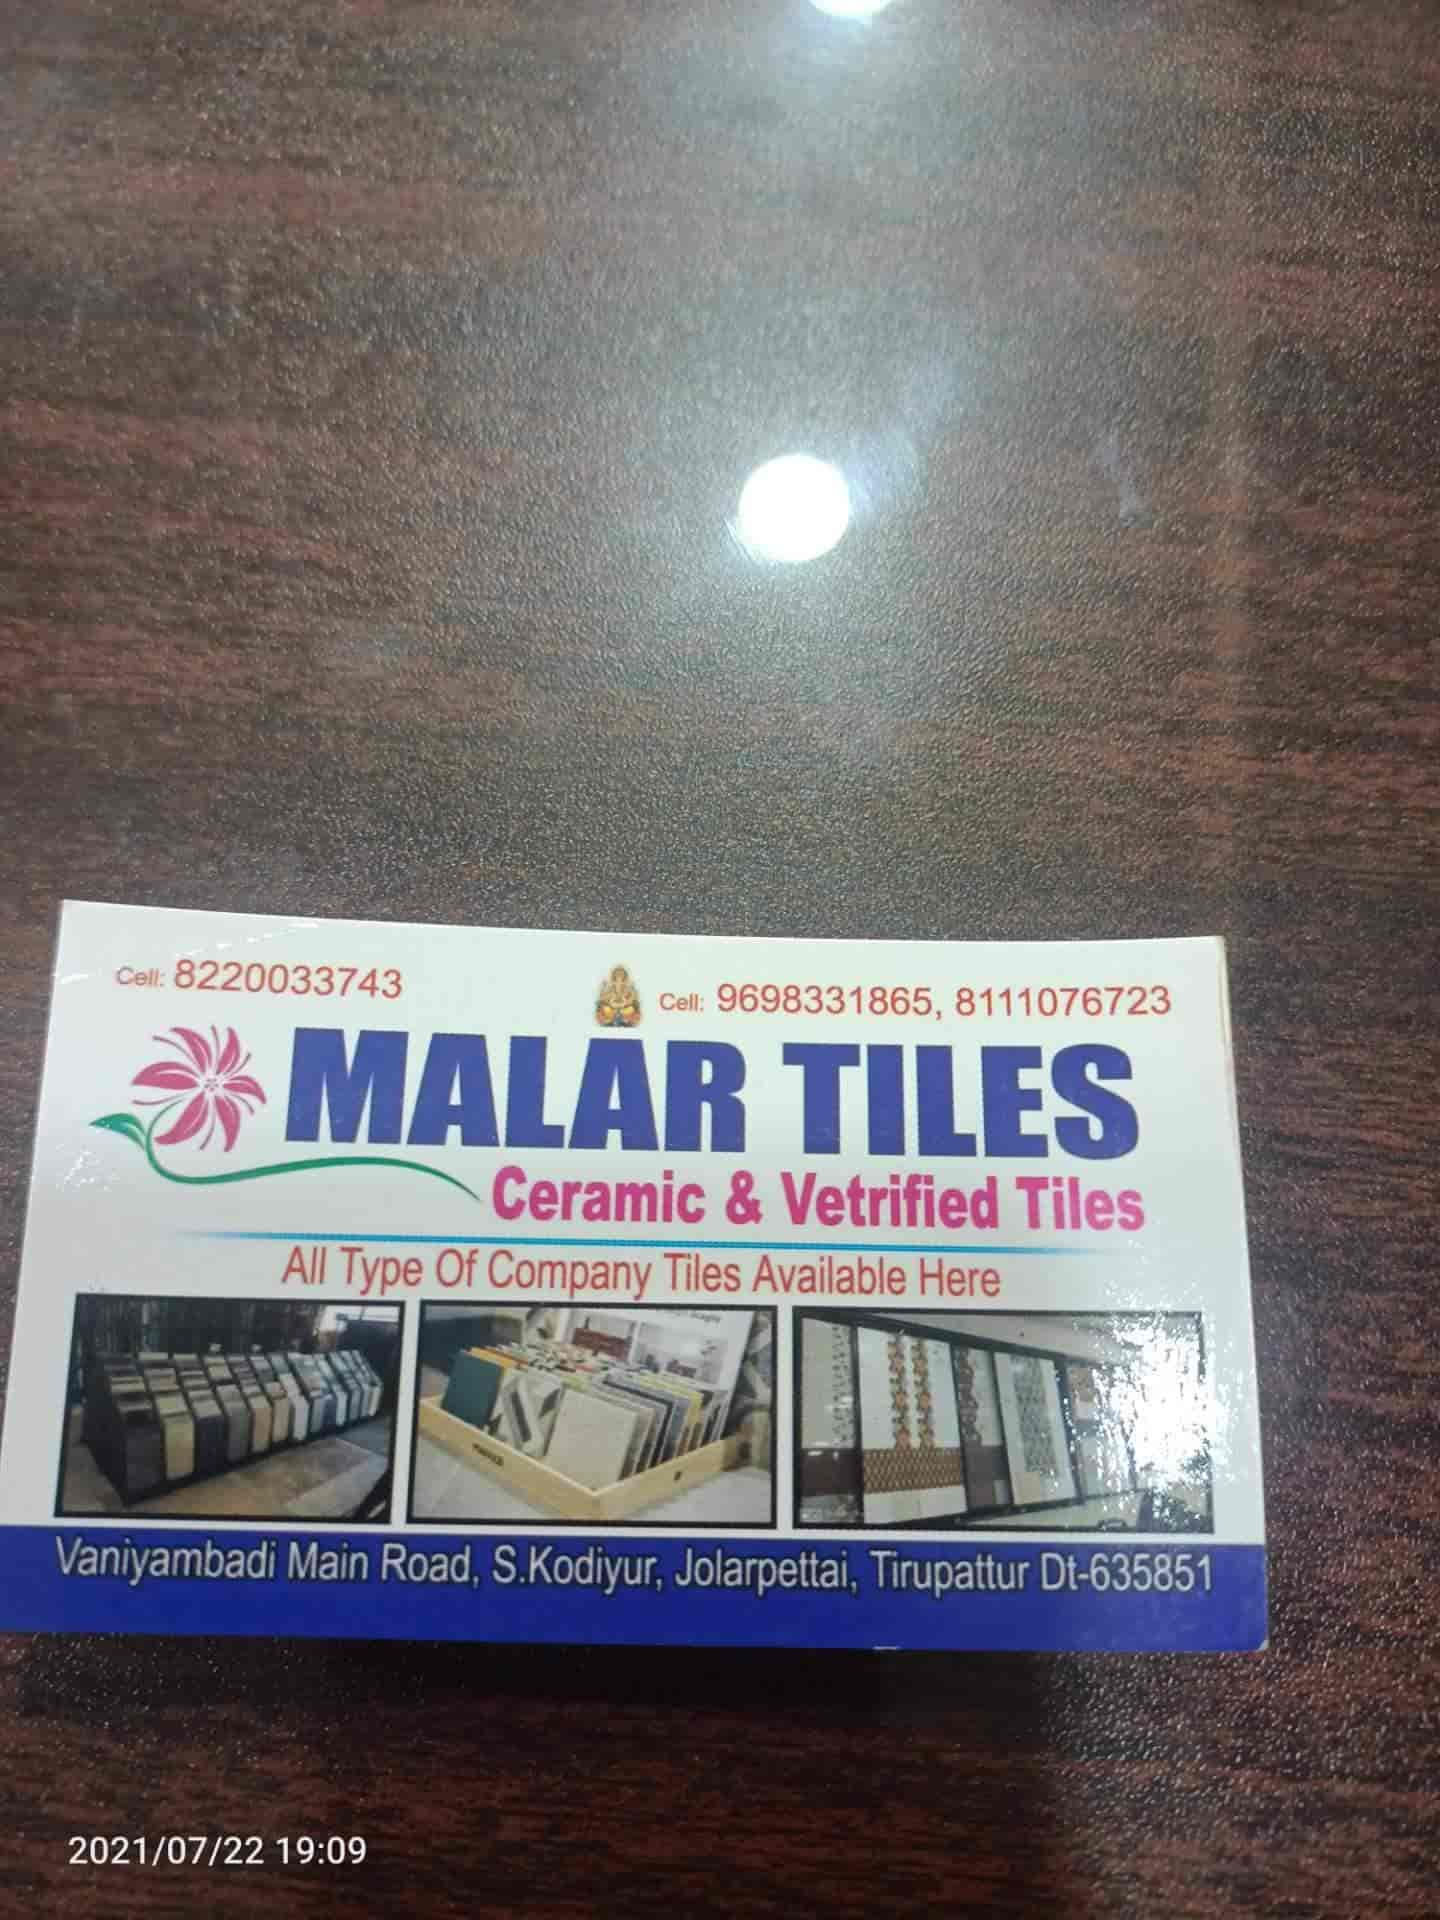 Cell: 8220033743
Cell: 9698331865, 8111076723
MALAR TILES
Ceramic & Vetrified Tiles
All Type Of Company Tiles Available Here
Vaniyambadi Main Road, S.Kodiyur, Jolarpettai, Tirupattur Dt-635851
2021/07/22 19:09